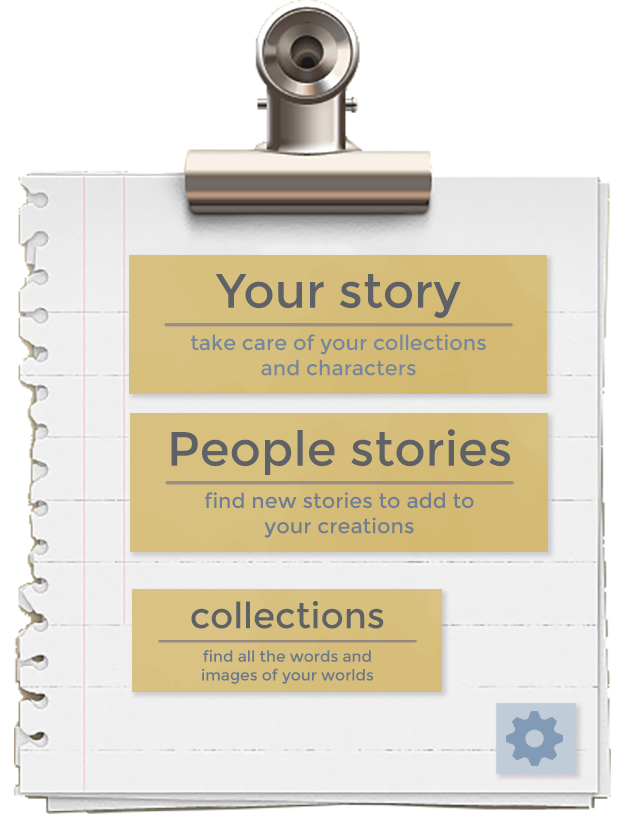 Your story
take care of your collections
and characters
People stories
find new stories to add to
your creations
collections
find all the words and
images of your worlds